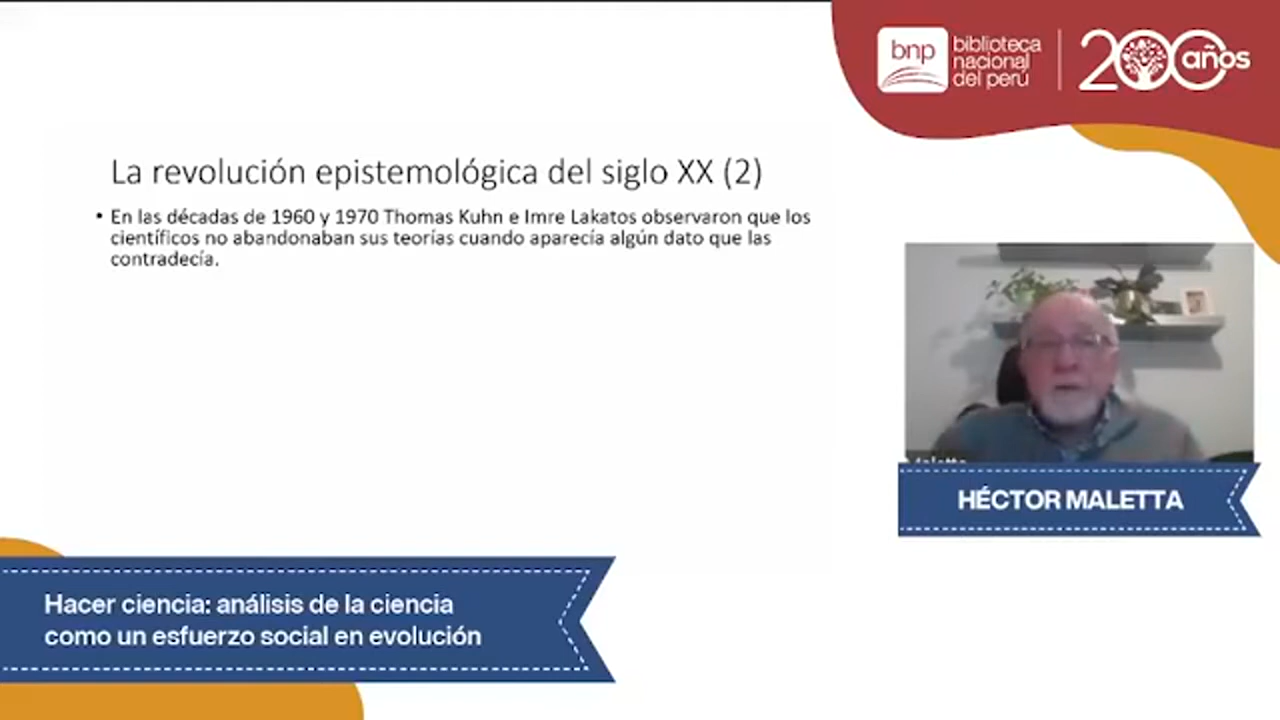 bnp
biblioteca
nacional
del perú
200 años
La revolución epistemológica del siglo XX (2)
• En las décadas de 1960 y 1970 Thomas Kuhn e Imre Lakatos observaron que los
científicos no abandonaban sus teorías cuando aparecía algún dato que las
contradecía.
HÉCTOR MALETTA
Hacer ciencia: análisis de la ciencia
como un esfuerzo social en evolución